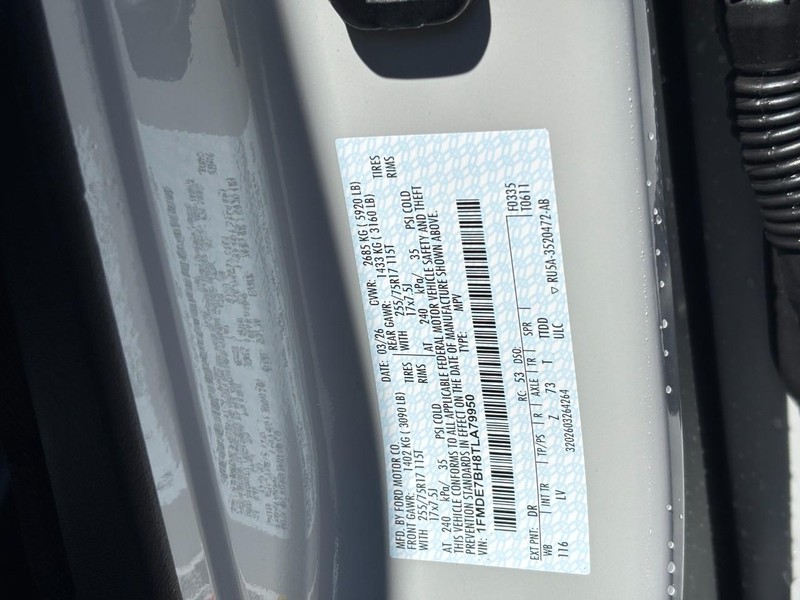 MFD. BY FORD MOTOR CO.
DATE: 03/26 GVWR: 2685 KG ( 5920 LB)
FRONT GAWR: 1402 KG ( 3090 LB) REAR GAWR: 1433 KG ( 3160 LB)
WITH 255/75R17 115T TIRES WITH 255/75R17 115T TIRES
17x7.5J RIMS 17x7.5J RIMS
AT 240 kPa/ 35 PSI COLD AT 240 kPa/ 35 PSI COLD
THIS VEHICLE CONFORMS TO ALL APPLICABLE FEDERAL MOTOR VEHICLE SAFETY AND THEFT
PREVENTION STANDARDS IN EFFECT ON THE DATE OF MANUFACTURE SHOWN ABOVE.
VIN: 1FMDE7BH8TLA79950 TYPE: MPV
F0335
T0611
EXT PNT: DR RC: 53 DSO:
WB INT TR TP/PS R AXLE TR SPR
116 LV Z 73 T TDD
ULC
▽ RU5A-3520472-AB
3202603264264